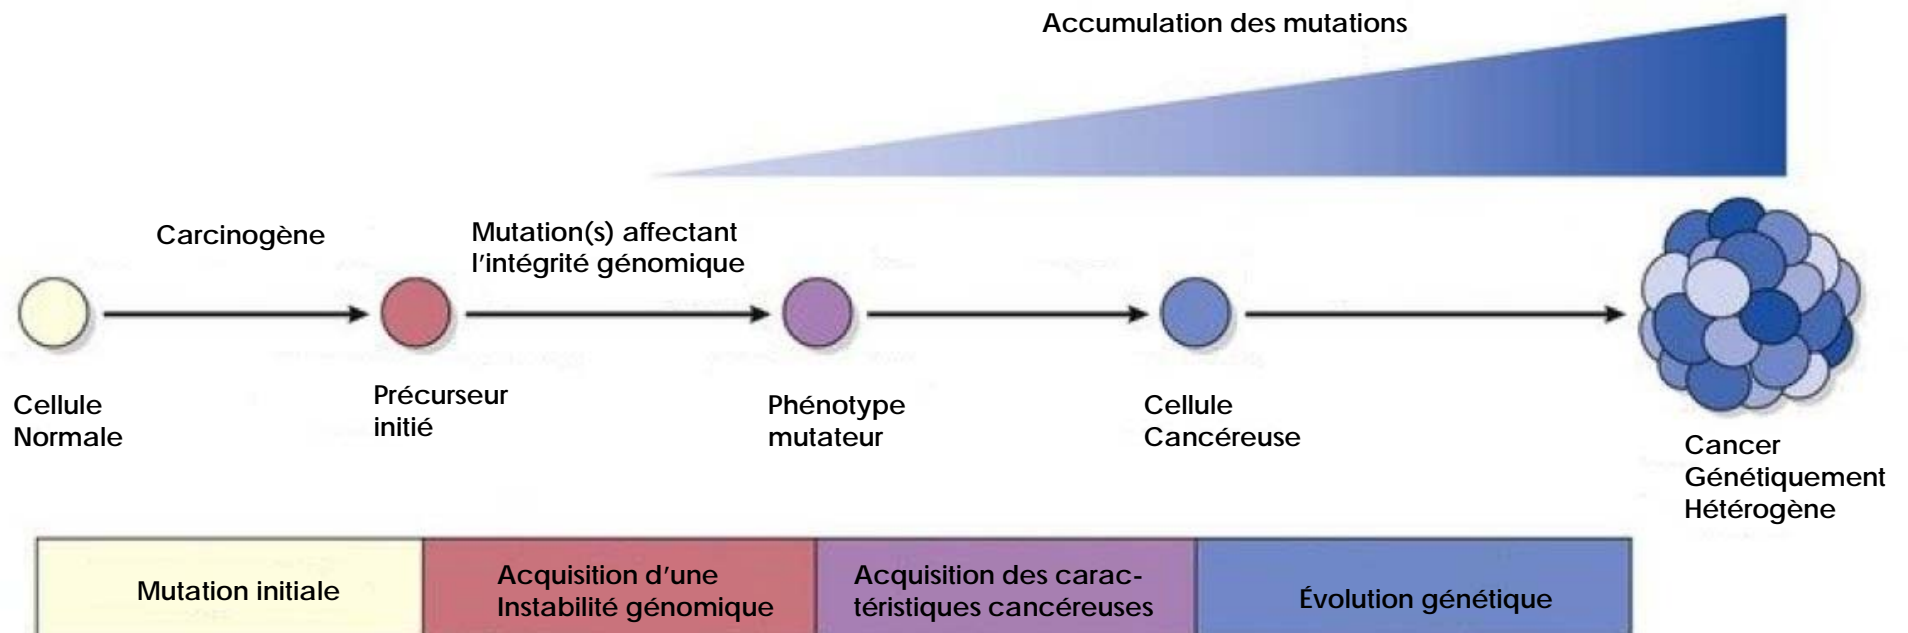 Accumulation des mutations
Carcinogène
Mutation(s) affectant
l'intégrité génomique
Cellule
Normale
Précurseur
initié
Phénotype
mutateur
Cellule
Cancéreuse
Cancer
Génétiquement
Hétérogène
Mutation initiale
Acquisition d'une
Instabilité génomique
Acquisition des carac-
téristiques cancéreuses
Évolution génétique